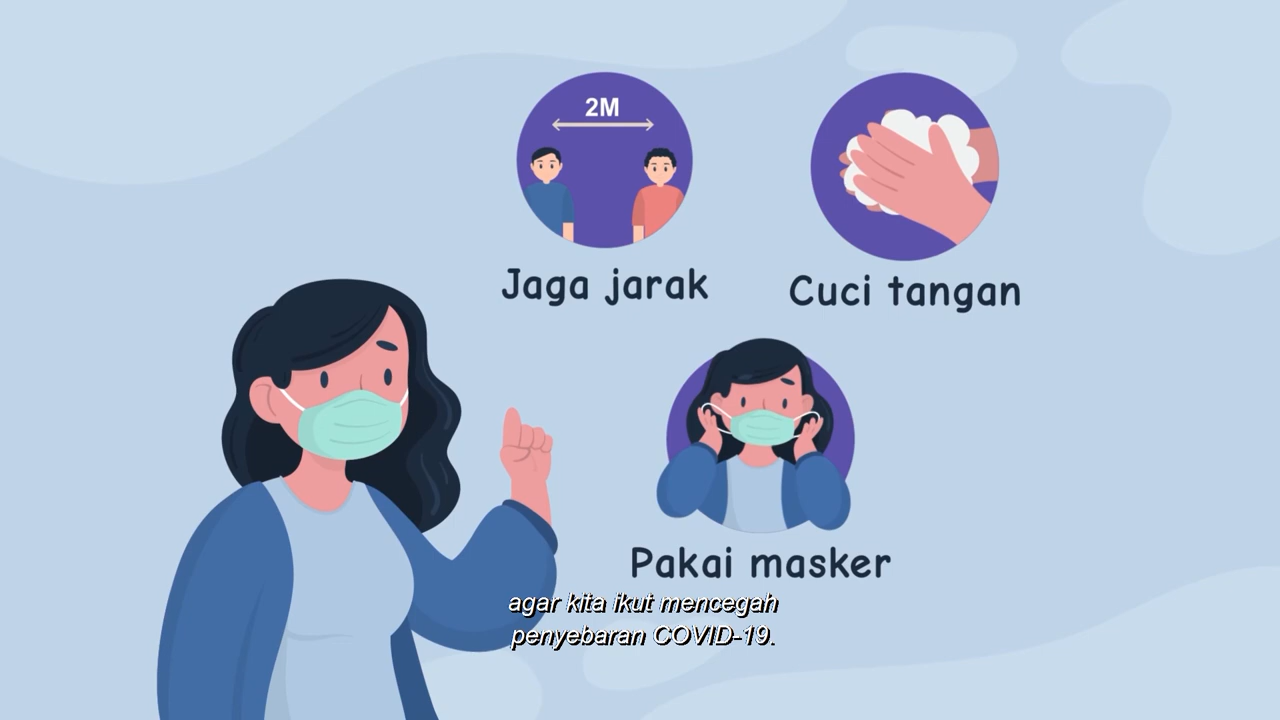 2M
Jaga jarak
Cuci tangan
Pakai masker
agar kita ikut mencegah
penyebaran COVID-19.